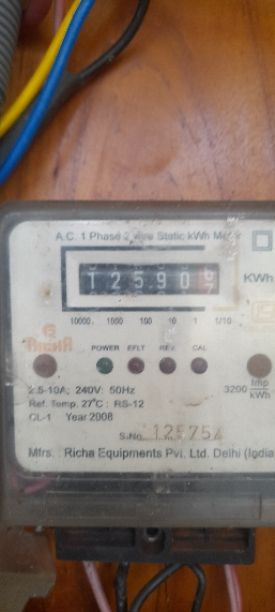 A.C. 1 Phase 2 wire Static kWh Meter
12590
KWh
10000 1000 100 10 1 1/10
POWER EFLT REV CAL
RICHA
2.5-10A; 240V: 50Hz
3200 Imp/kWh
Ref. Temp. 27°C : RS-12
CL-1 Year 2008
S.No.
Mfrs. : Richa Equipments Pvt. Ltd. Delhi (India